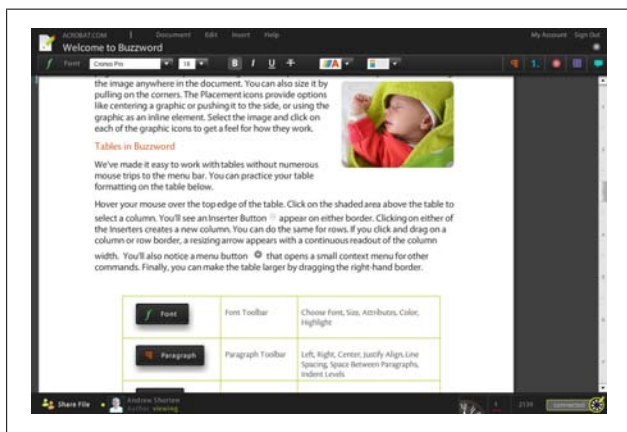 ACROBAT.COM | Document Edit Insert Help My Account Sign Out
Welcome to Buzzword
f Font Cronos Pro 16 B I U T A 1.
the image anywhere in the document. You can also size it by
pulling on the corners. The Placement icons provide options
like centering a graphic or pushing it to the side, or using the
graphic as an inline element. Select the image and click on
each of the graphic icons to get a feel for how they work.
Tables in Buzzword
We've made it easy to work with tables without numerous
mouse trips to the menu bar. You can practice your table
formatting on the table below.
Hover your mouse over the top edge of the table. Click on the shaded area above the table to
select a column. You'll see an Inserter Button appear on either border. Clicking on either of
the Inserters creates a new column. You can do the same for rows. If you click and drag on a
column or row border, a resizing arrow appears with a continuous readout of the column
width. You'll also notice a menu button that opens a small context menu for other
commands. Finally, you can make the table larger by dragging the right-hand border.
f Font Font Toolbar Choose Font, Size, Attributes, Color,
Highlight
Paragraph Paragraph Toolbar Left, Right, Center, Justify Align, Line
Spacing, Space Between Paragraphs,
Indent Levels
Share File Andrew Shorten 1 2139 connected
Author viewing